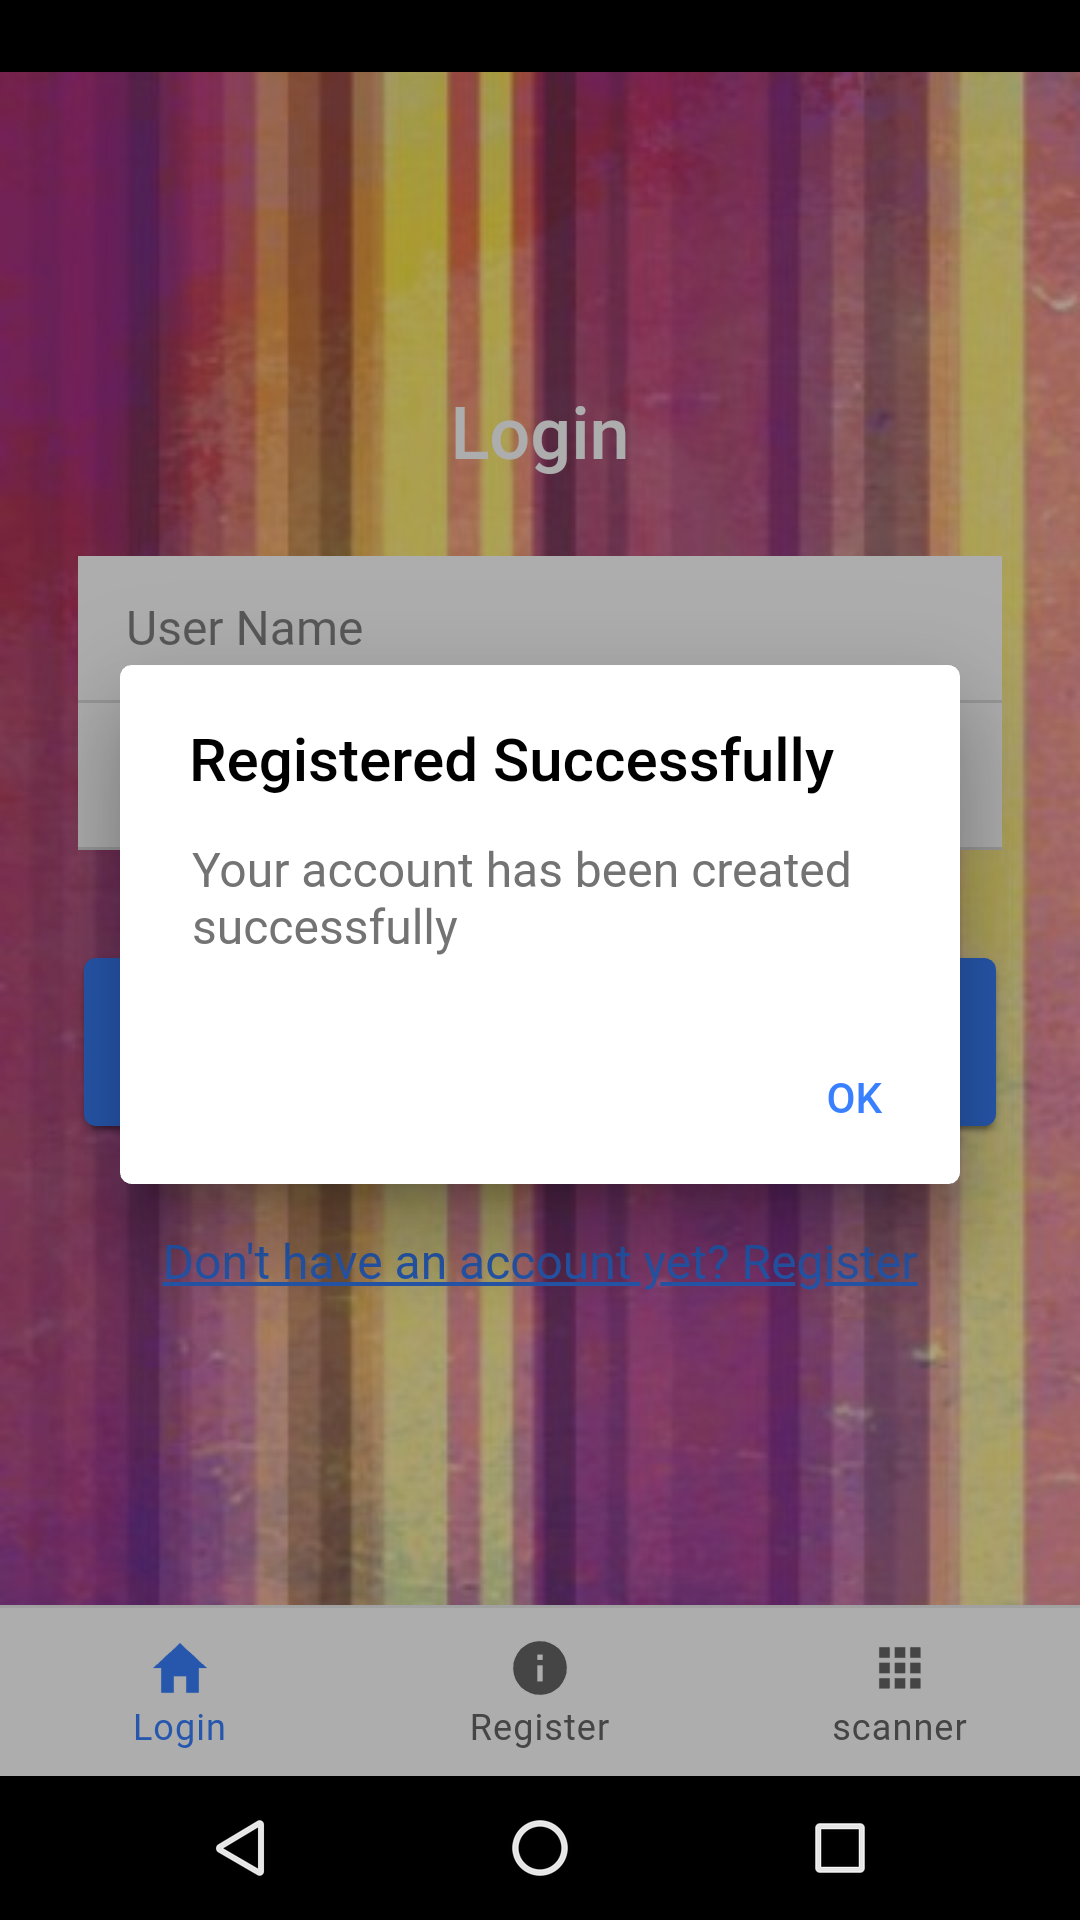 Login
User Name
Registered Successfully
Your account has been created
successfully
OK
Don't have an account yet? Register
Login
Register
scanner